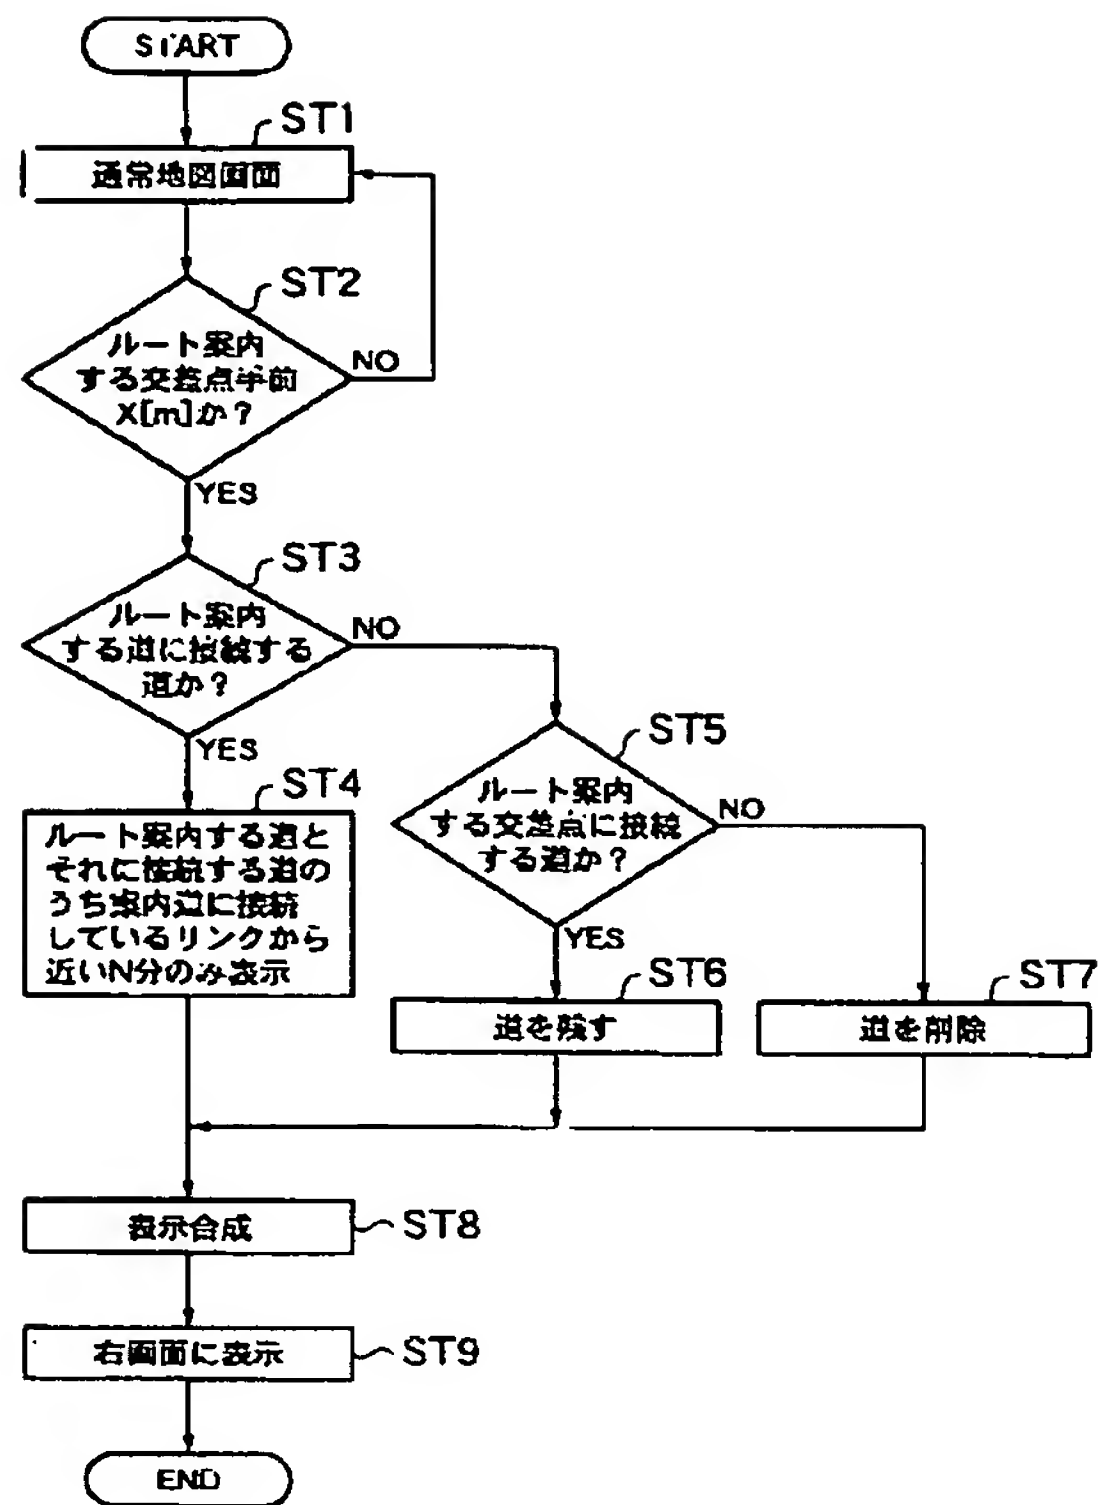 START
ST1
通常地図画面
ST2
ルート案内
する交差点手前
X[m]か?
NO
YES
ST3
ルート案内
する道に接続する
道か?
NO
YES
ST4
ルート案内する道と
それに接続する道の
うち案内道に接続
しているリンクから
近いN分のみ表示
ST5
ルート案内
する交差点に接続
する道か?
NO
YES
ST6
道を残す
ST7
道を削除
表示合成
ST8
右画面に表示
ST9
END